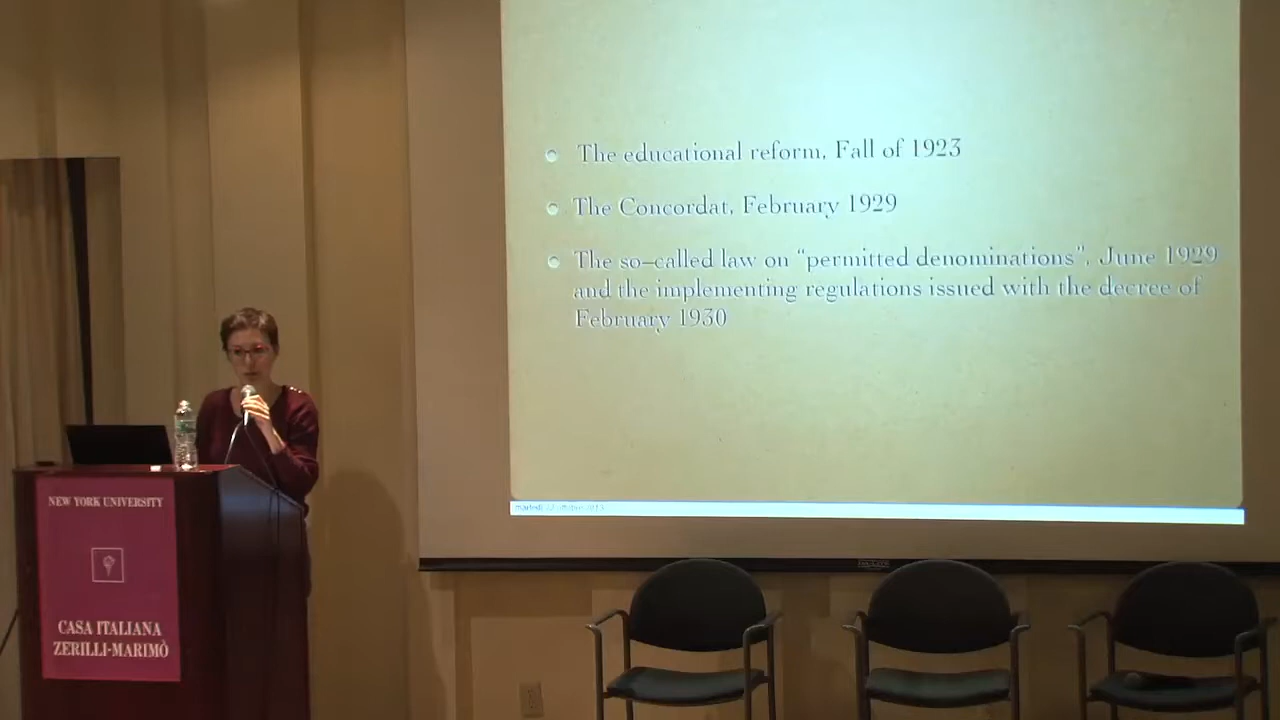 The educational reform, Fall of 1923
The Concordat, February 1929
The so-called law on "permitted denominations", June 1929
and the implementing regulations issued with the decree of
February 1930
NEW YORK UNIVERSITY
CASA ITALIANA
ZERILLI-MARIMÒ